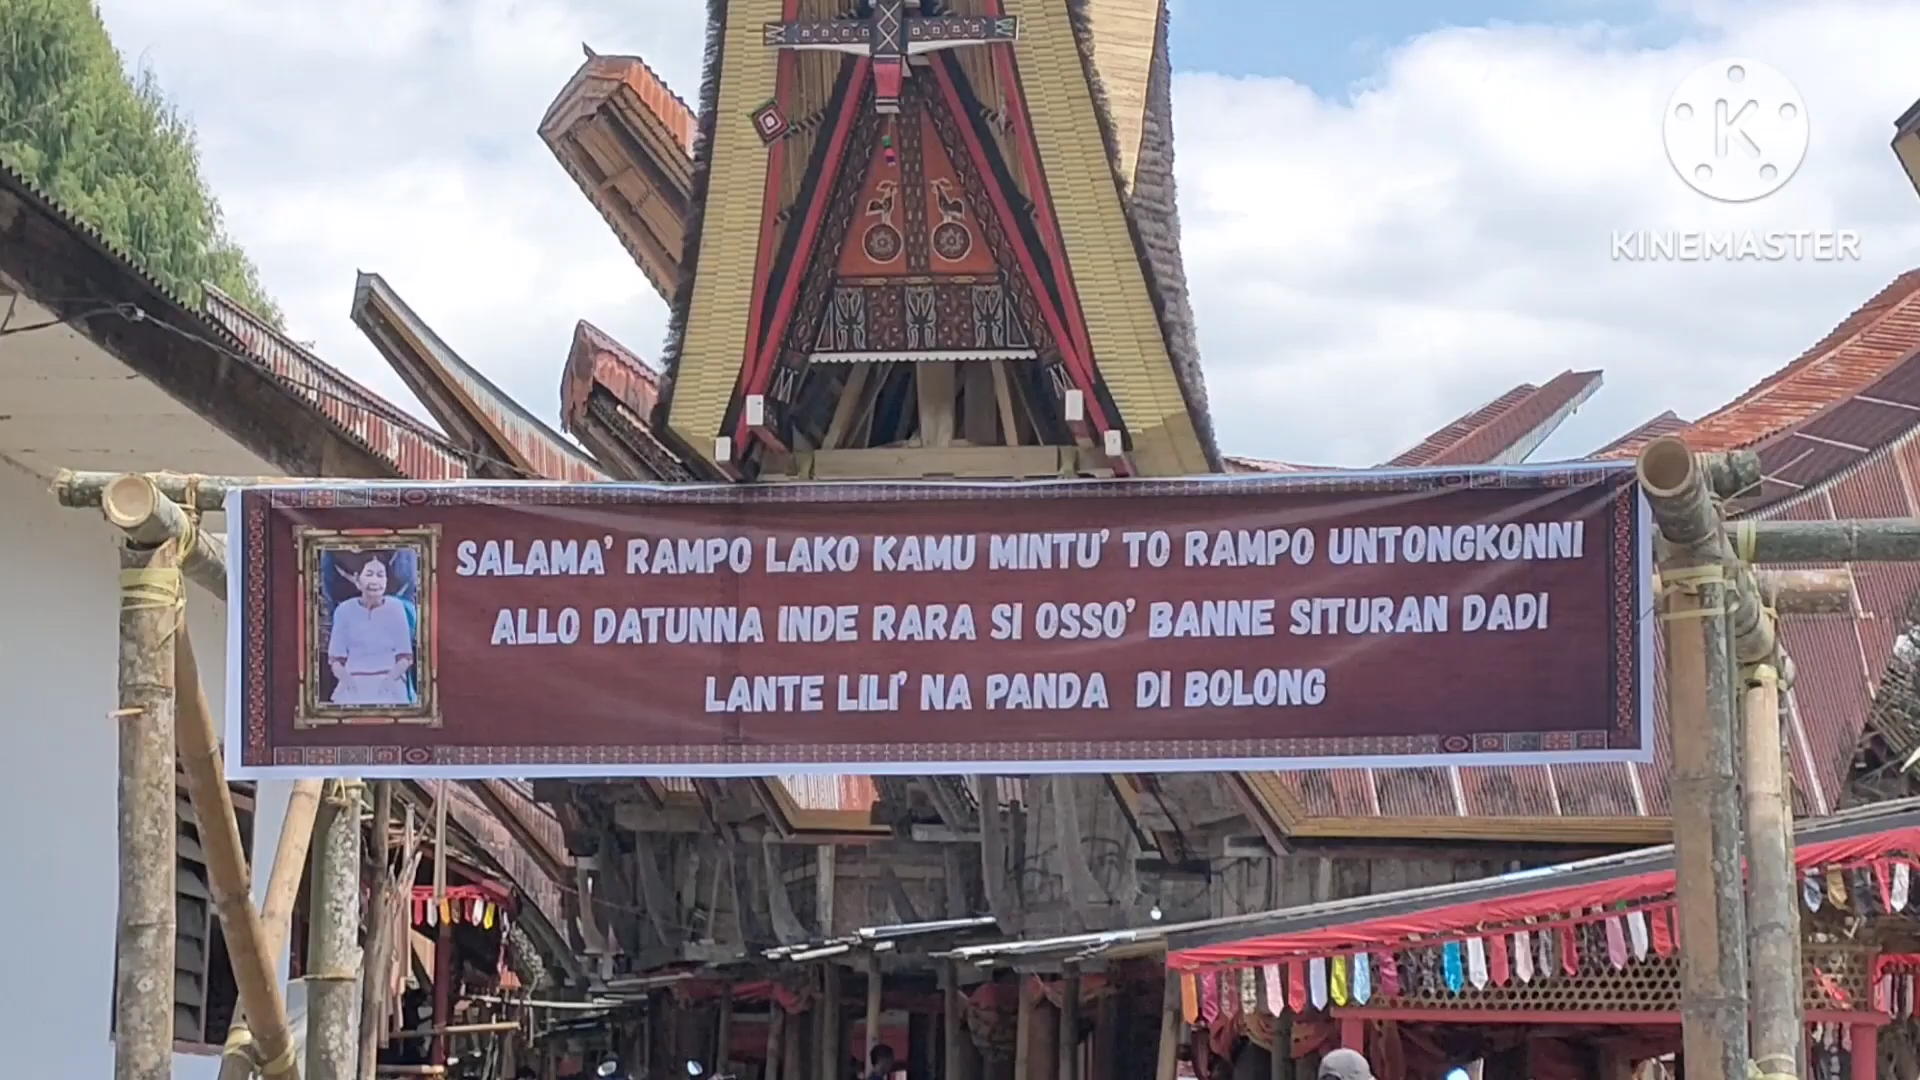 K
KINEMASTER
SALAMA' RAMPO LAKO KAMU MINTU' TO RAMPO UNTONGKONNI
ALLO DATUNNA INDE RARA SI OSSO' BANNE SITURAN DADI
LANTE LILI' NA PANDA DI BOLONG